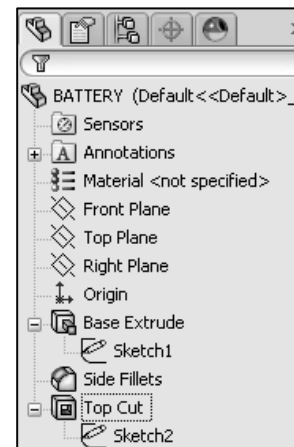 BATTERY (Default<<Default>_
Sensors
A Annotations
Material <not specified>
Front Plane
Top Plane
Right Plane
Origin
Base Extrude
Sketch1
Side Fillets
Top Cut
Sketch2